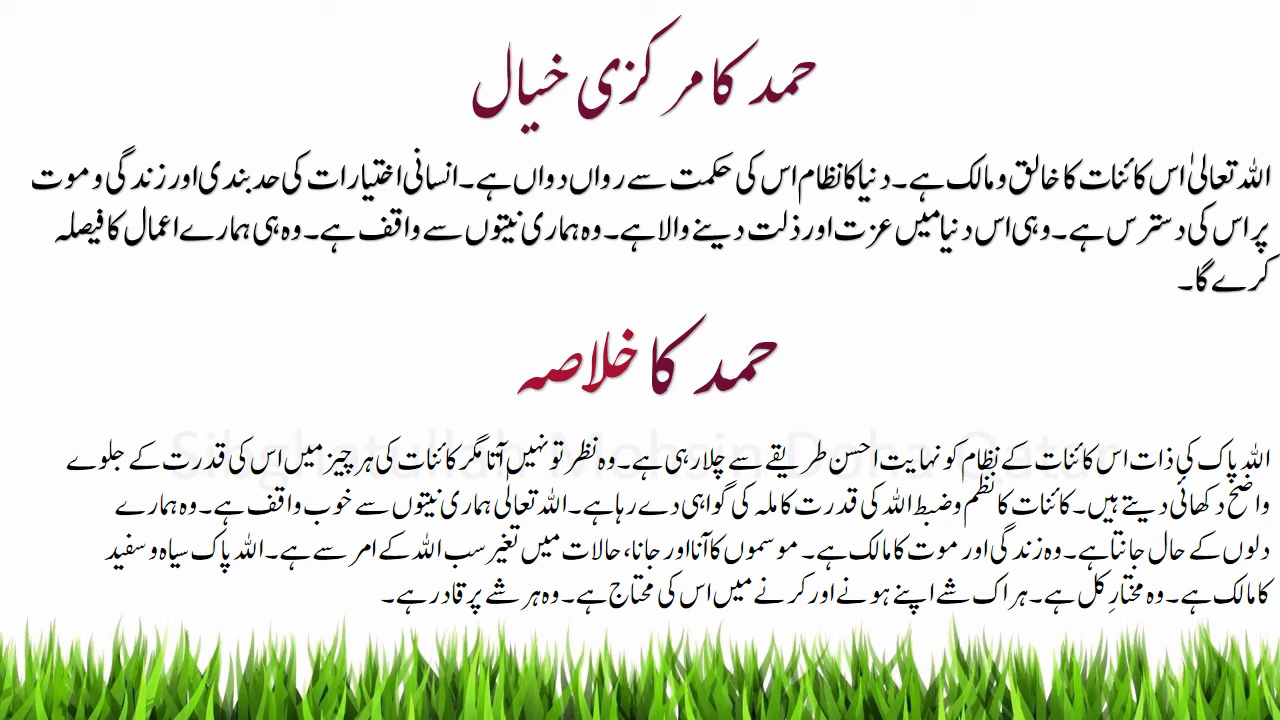 حمد کا مرکزی خیال
اللہ تعالیٰ اس کائنات کا خالق و مالک ہے۔ دنیا کا نظام اس کی حکمت سے رواں دواں ہے۔ انسانی اختیارات کی حد بندی اور زندگی و موت
پر اس کی دسترس ہے۔ وہی اس دنیا میں عزت اور ذلت دینے والا ہے۔ وہ ہماری نیتوں سے واقف ہے۔ وہ ہی ہمارے اعمال کا فیصلہ
کرے گا۔
حمد کا خلاصہ
Sibghatullah Mohsin Doha Qatar
اللہ پاک کی ذات اس کائنات کے نظام کو نہایت احسن طریقے سے چلا رہی ہے۔ وہ نظر تو نہیں آتا مگر کائنات کی ہر چیز میں اس کی قدرت کے جلوے
واضح دکھائی دیتے ہیں۔ کائنات کا نظم و ضبط اللہ کی قدرت کاملہ کی گواہی دے رہا ہے۔ اللہ تعالٰی ہماری نیتوں سے خوب واقف ہے۔ وہ ہمارے
دلوں کے حال جانتا ہے۔ وہ زندگی اور موت کا مالک ہے۔ موسموں کا آنا اور جانا، حالات میں تغیر سب اللہ کے امر سے ہے۔ اللہ پاک سیاہ و سفید
کا مالک ہے۔ وہ مختارِ کل ہے۔ ہر اک شے اپنے ہونے اور کرنے میں اس کی محتاج ہے۔ وہ ہر شے پر قادر ہے۔